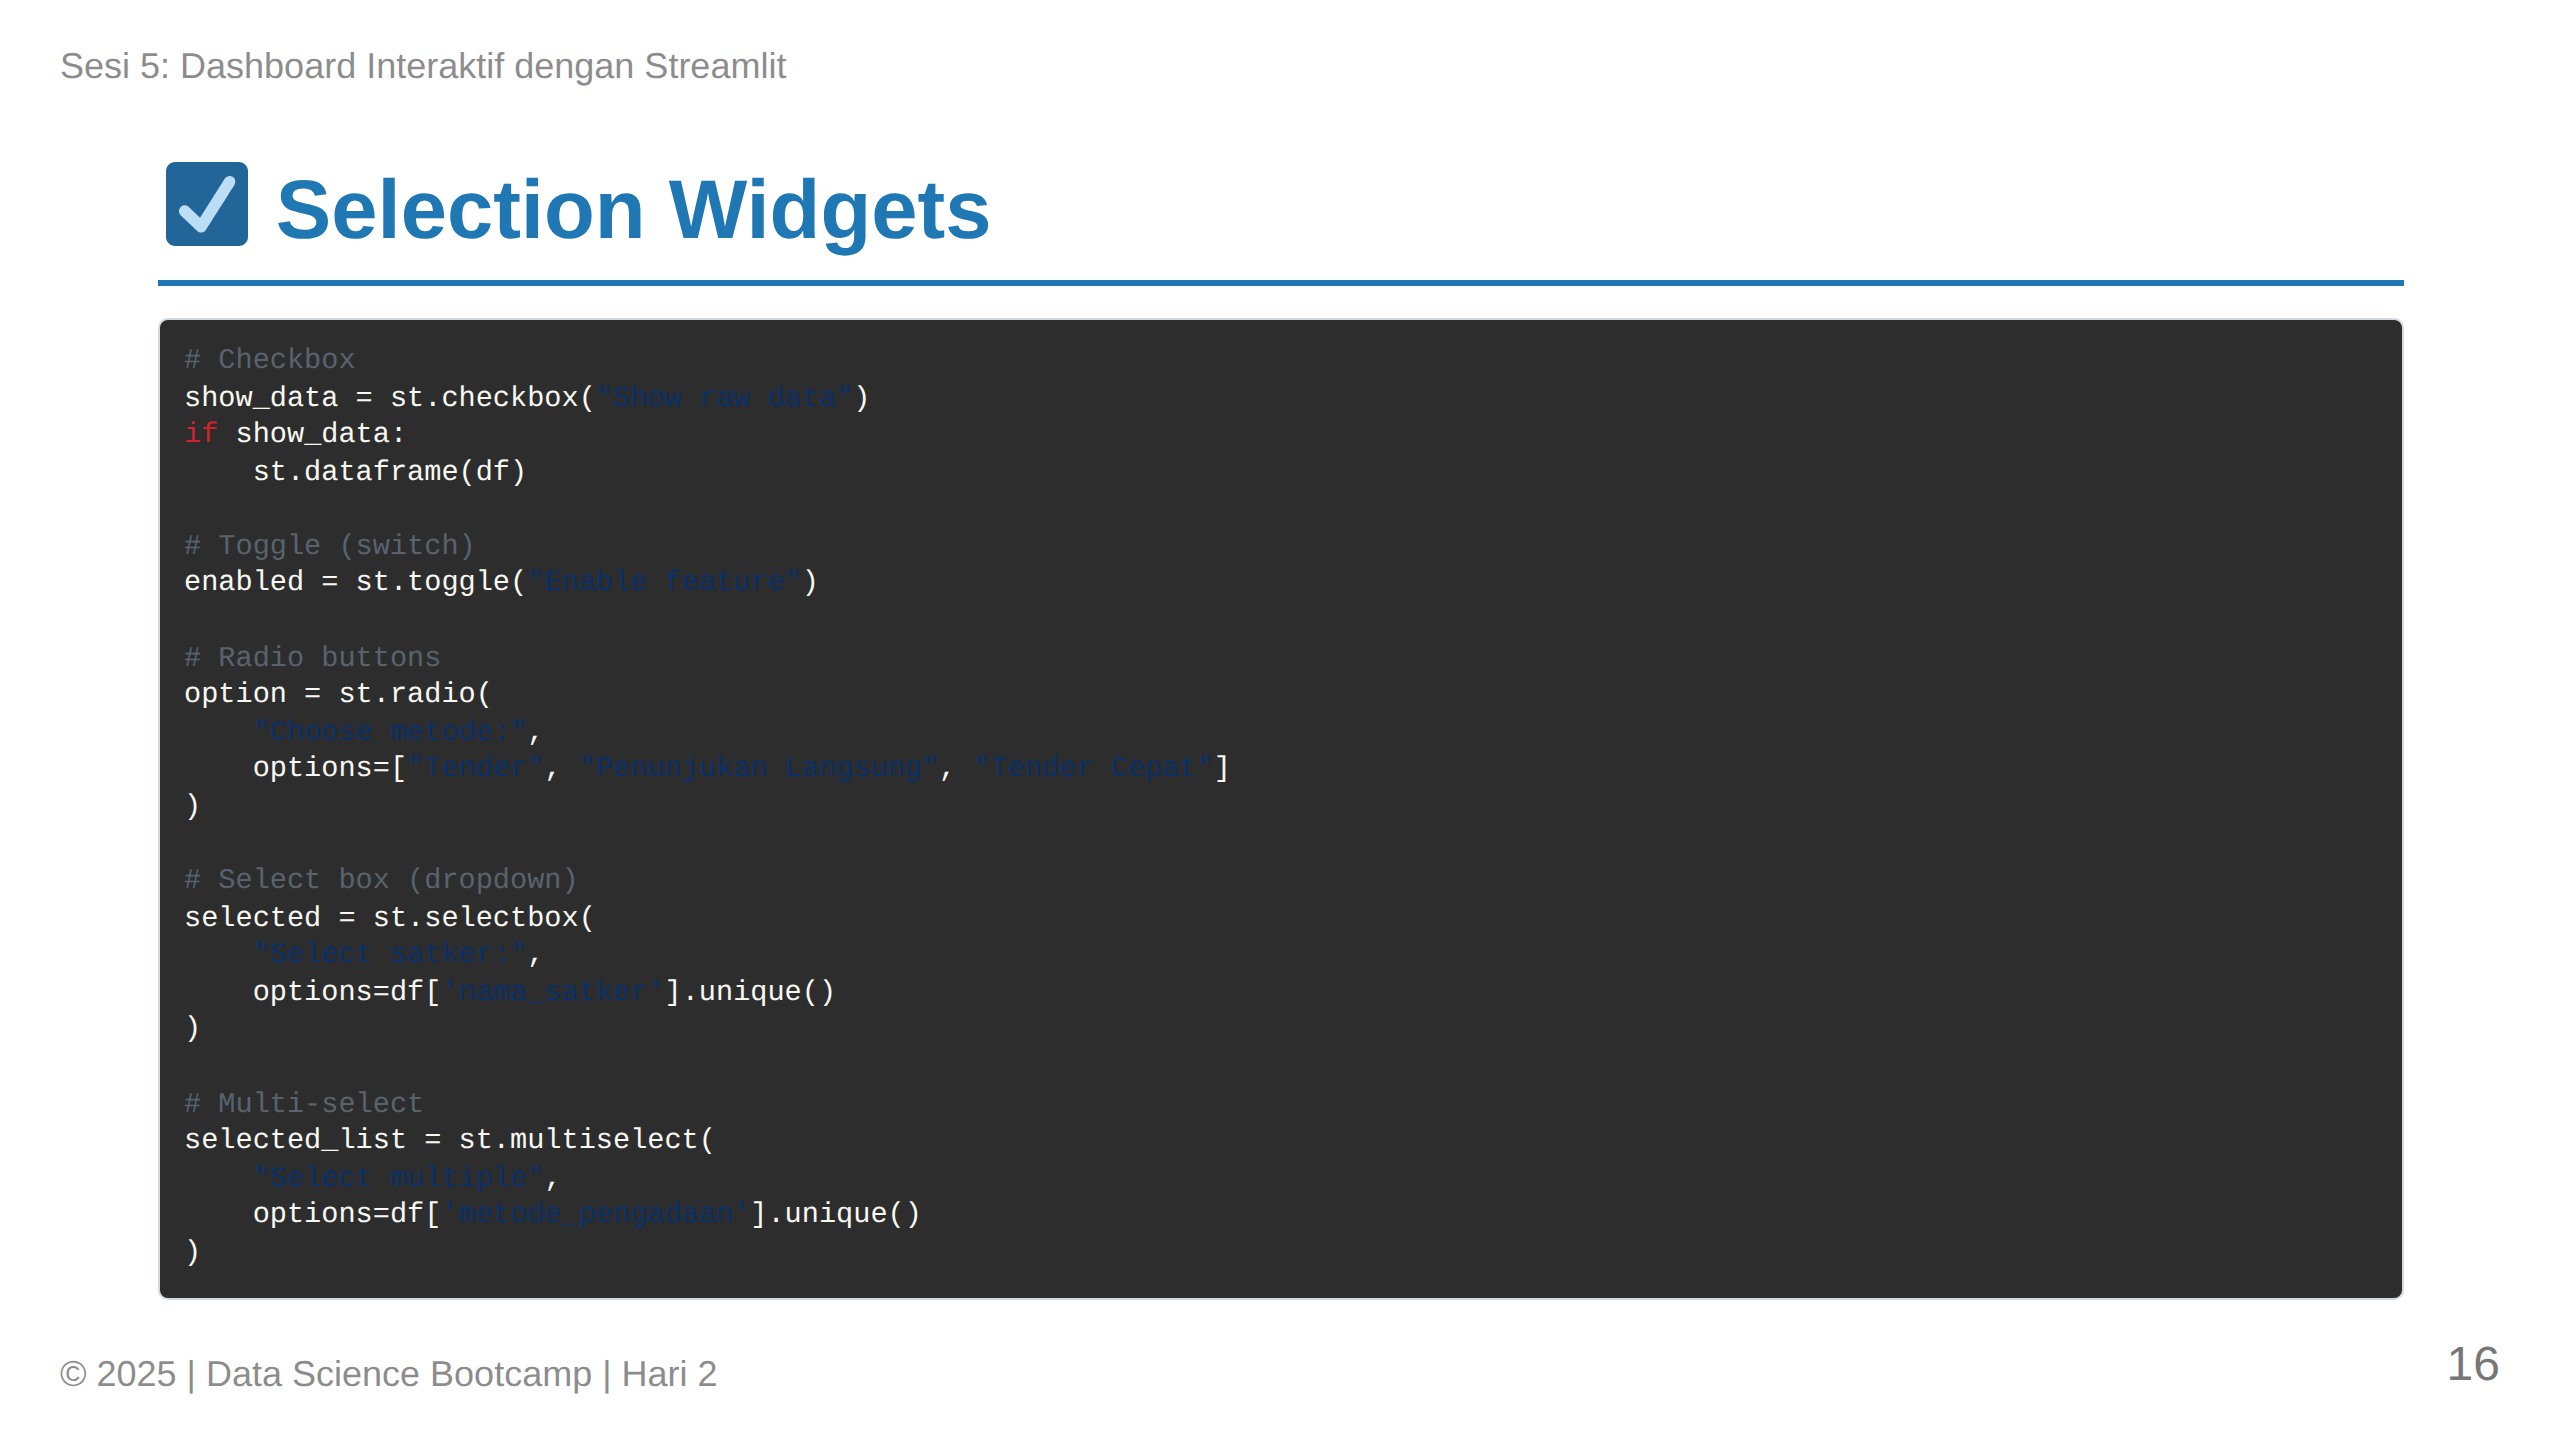 Sesi 5: Dashboard Interaktif dengan Streamlit
Selection Widgets
# Checkbox
show_data = st.checkbox("Show raw data")
if show_data:
    st.dataframe(df)
# Toggle (switch)
enabled = st.toggle("Enable feature")
# Radio buttons
option = st.radio(
    "Choose metode:",
    options=["Tender", "Penunjukan Langsung", "Tender Cepat"]
)
# Select box (dropdown)
selected = st.selectbox(
    "Select satker:",
    options=df['nama_satker'].unique()
)
# Multi-select
selected_list = st.multiselect(
    "Select multiple",
    options=df['metode_pengadaan'].unique()
)
© 2025 | Data Science Bootcamp | Hari 2
16